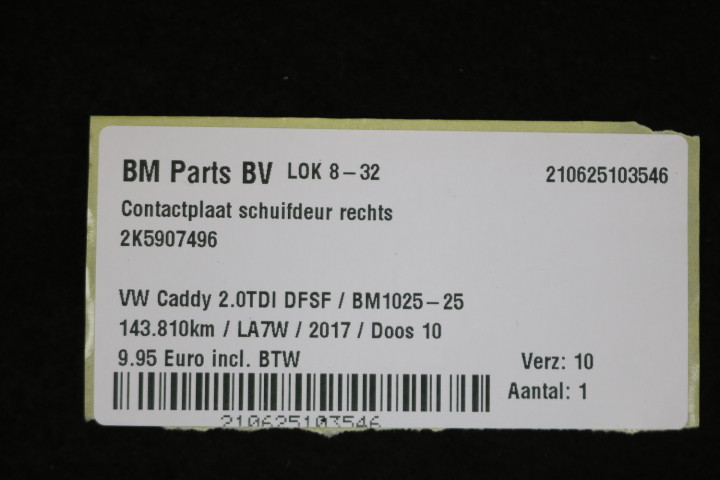 BM Parts BV LOK 8-32 210625103546
Contactplaat schuifdeur rechts
2K5907496
VW Caddy 2.0TDI DFSF / BM1025-25
143.810km / LA7W / 2017 / Doos 10
9.95 Euro incl. BTW Verz: 10
Aantal: 1
210625103546